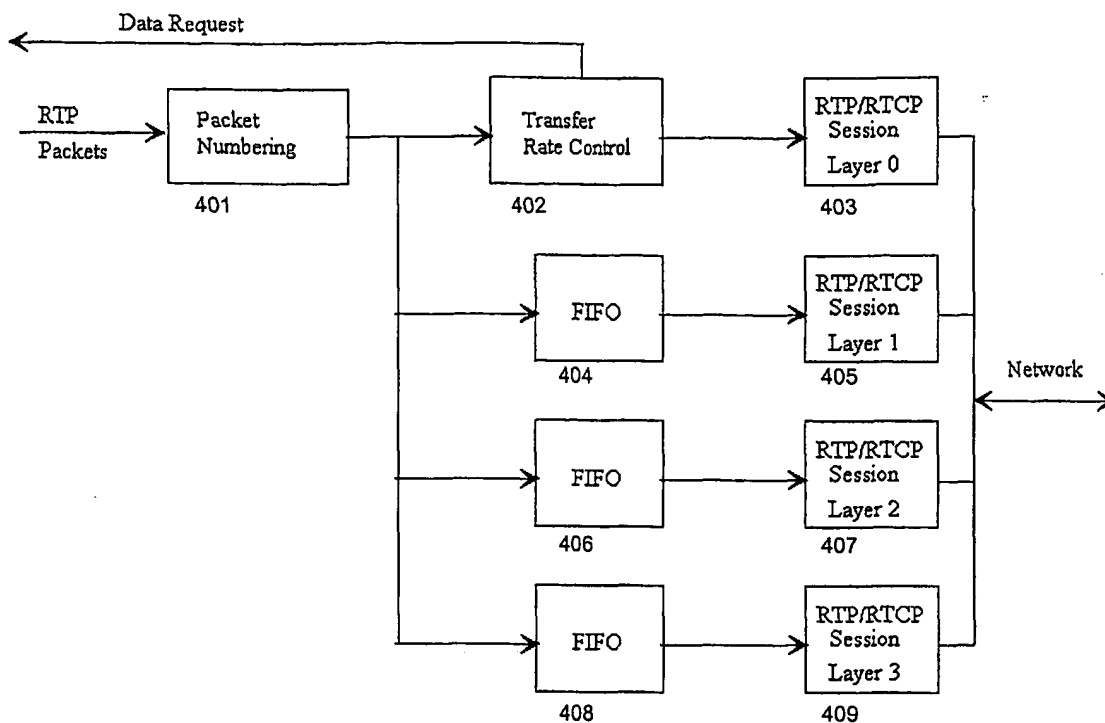 Data Request
RTP
Packets
Packet
Numbering
401
Transfer
Rate Control
402
RTP/RTCP
Session
Layer 0
403
FIFO
404
RTP/RTCP
Session
Layer 1
405
Network
FIFO
406
RTP/RTCP
Session
Layer 2
407
FIFO
408
RTP/RTCP
Session
Layer 3
409